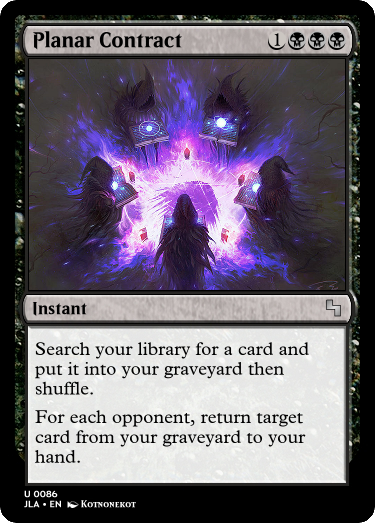 Planar Contract 1
Instant
Search your library for a card and
put it into your graveyard then
shuffle.
For each opponent, return target
card from your graveyard to your
hand.
U 0086
JLA • EN KOTNONEKOT